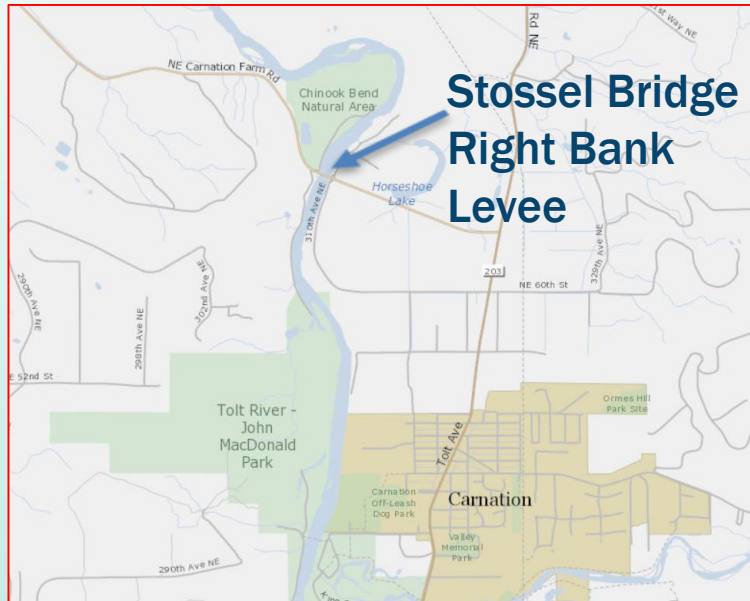 1st Way NE
Rd NE
NE Carnation Farm Rd
Chinook Bend
Natural Area
Stossel Bridge
Right Bank
Levee
Horseshoe
Lake
310th Ave NE
203
NE 60th St
329th Ave NE
290th Ave NE
302nd Ave NE
298th Ave NE
E 52nd St
Tolt River -
John
MacDonald
Park
Ormes Hill
Park Site
Tolt Ave
Carnation
Off-Leash
Dog Park
Carnation
Valley
Memorial
Park
290th Ave NE